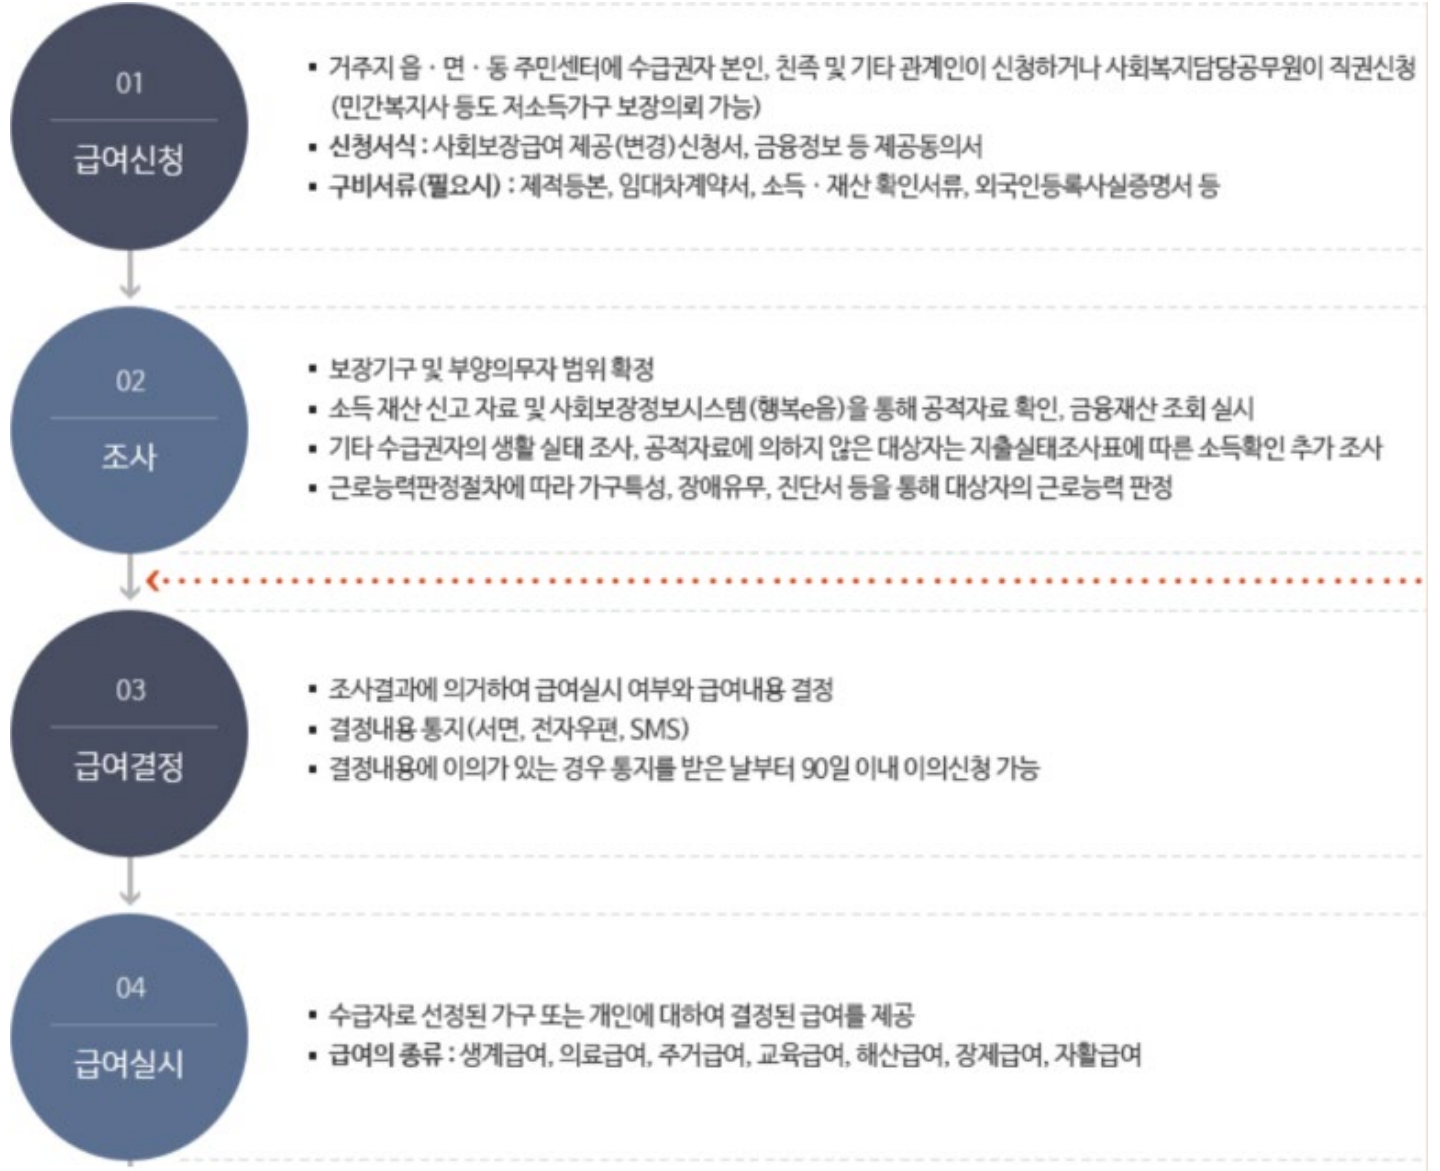 01
급여신청
▪ 거주지 읍 · 면 · 동 주민센터에 수급권자 본인, 친족 및 기타 관계인이 신청하거나 사회복지담당공무원이 직권신청
(민간복지사 등도 저소득가구 보장의뢰 가능)
▪ 신청서식 : 사회보장급여 제공(변경)신청서, 금융정보 등 제공동의서
▪ 구비서류(필요시) : 제적등본, 임대차계약서, 소득 · 재산 확인서류, 외국인등록사실증명서 등
02
조사
▪ 보장기구 및 부양의무자 범위 확정
▪ 소득 재산 신고 자료 및 사회보장정보시스템(행복e음)을 통해 공적자료 확인, 금융재산 조회 실시
▪ 기타 수급권자의 생활 실태 조사, 공적자료에 의하지 않은 대상자는 지출실태조사표에 따른 소득확인 추가 조사
▪ 근로능력판정절차에 따라 가구특성, 장애유무, 진단서 등을 통해 대상자의 근로능력 판정
03
급여결정
▪ 조사결과에 의거하여 급여실시 여부와 급여내용 결정
▪ 결정내용 통지(서면, 전자우편, SMS)
▪ 결정내용에 이의가 있는 경우 통지를 받은 날부터 90일 이내 이의신청 가능
04
급여실시
▪ 수급자로 선정된 가구 또는 개인에 대하여 결정된 급여를 제공
▪ 급여의 종류 : 생계급여, 의료급여, 주거급여, 교육급여, 해산급여, 장제급여, 자활급여